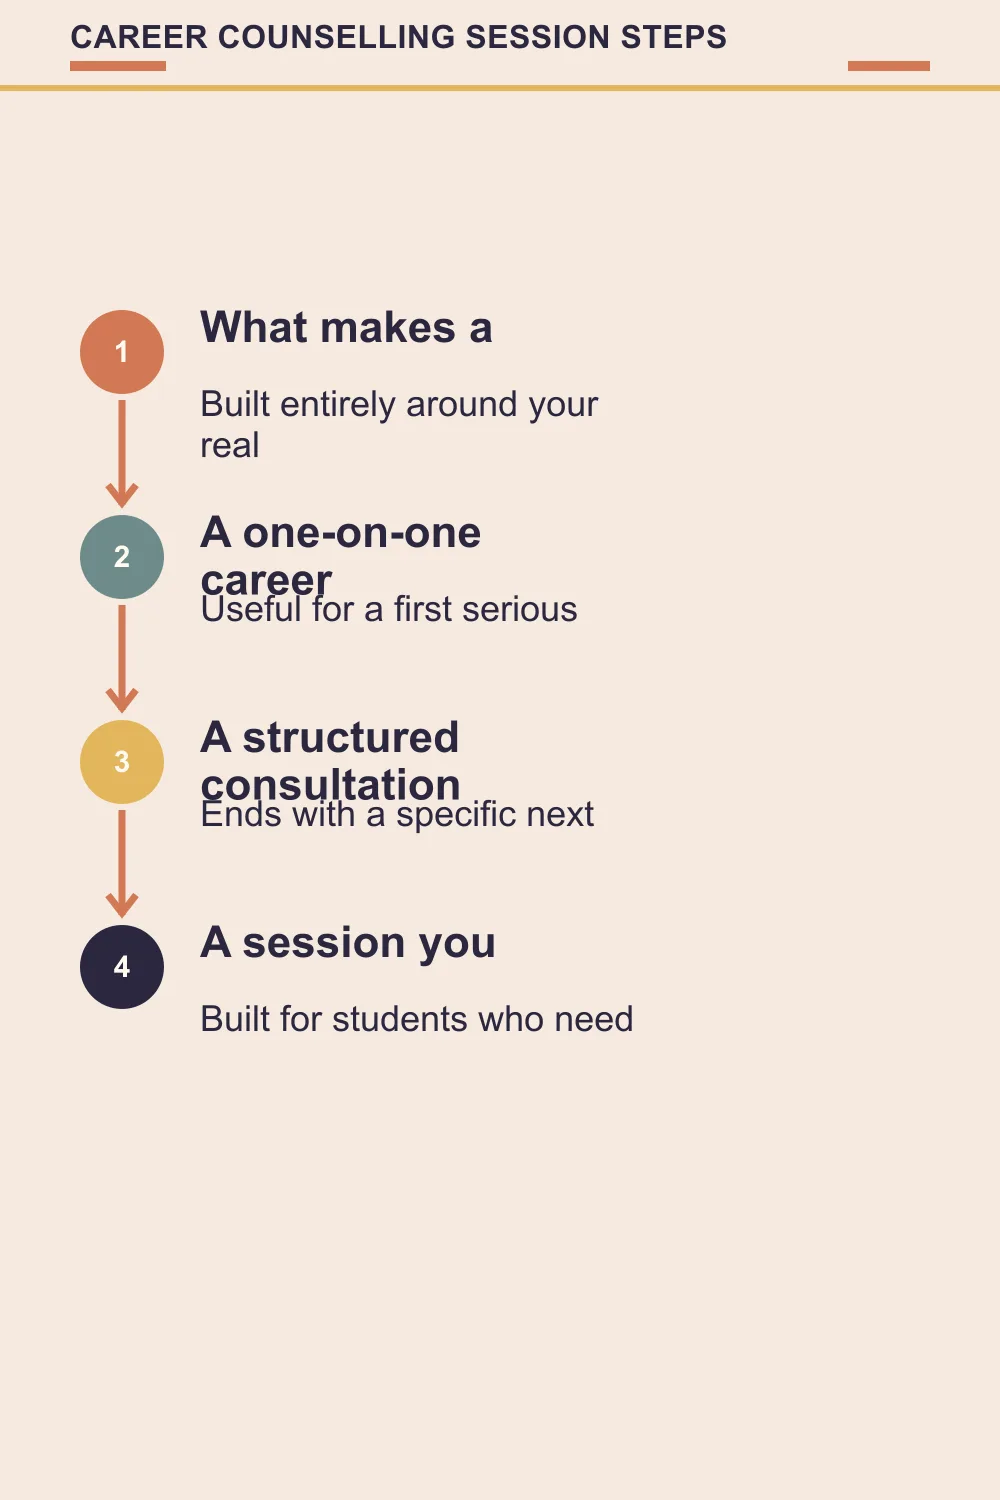 CAREER COUNSELLING SESSION STEPS
1
What makes a
Built entirely around your
real
2
A one-on-one
career
Useful for a first serious
3
A structured
consultation
Ends with a specific next
4
A session you
Built for students who need